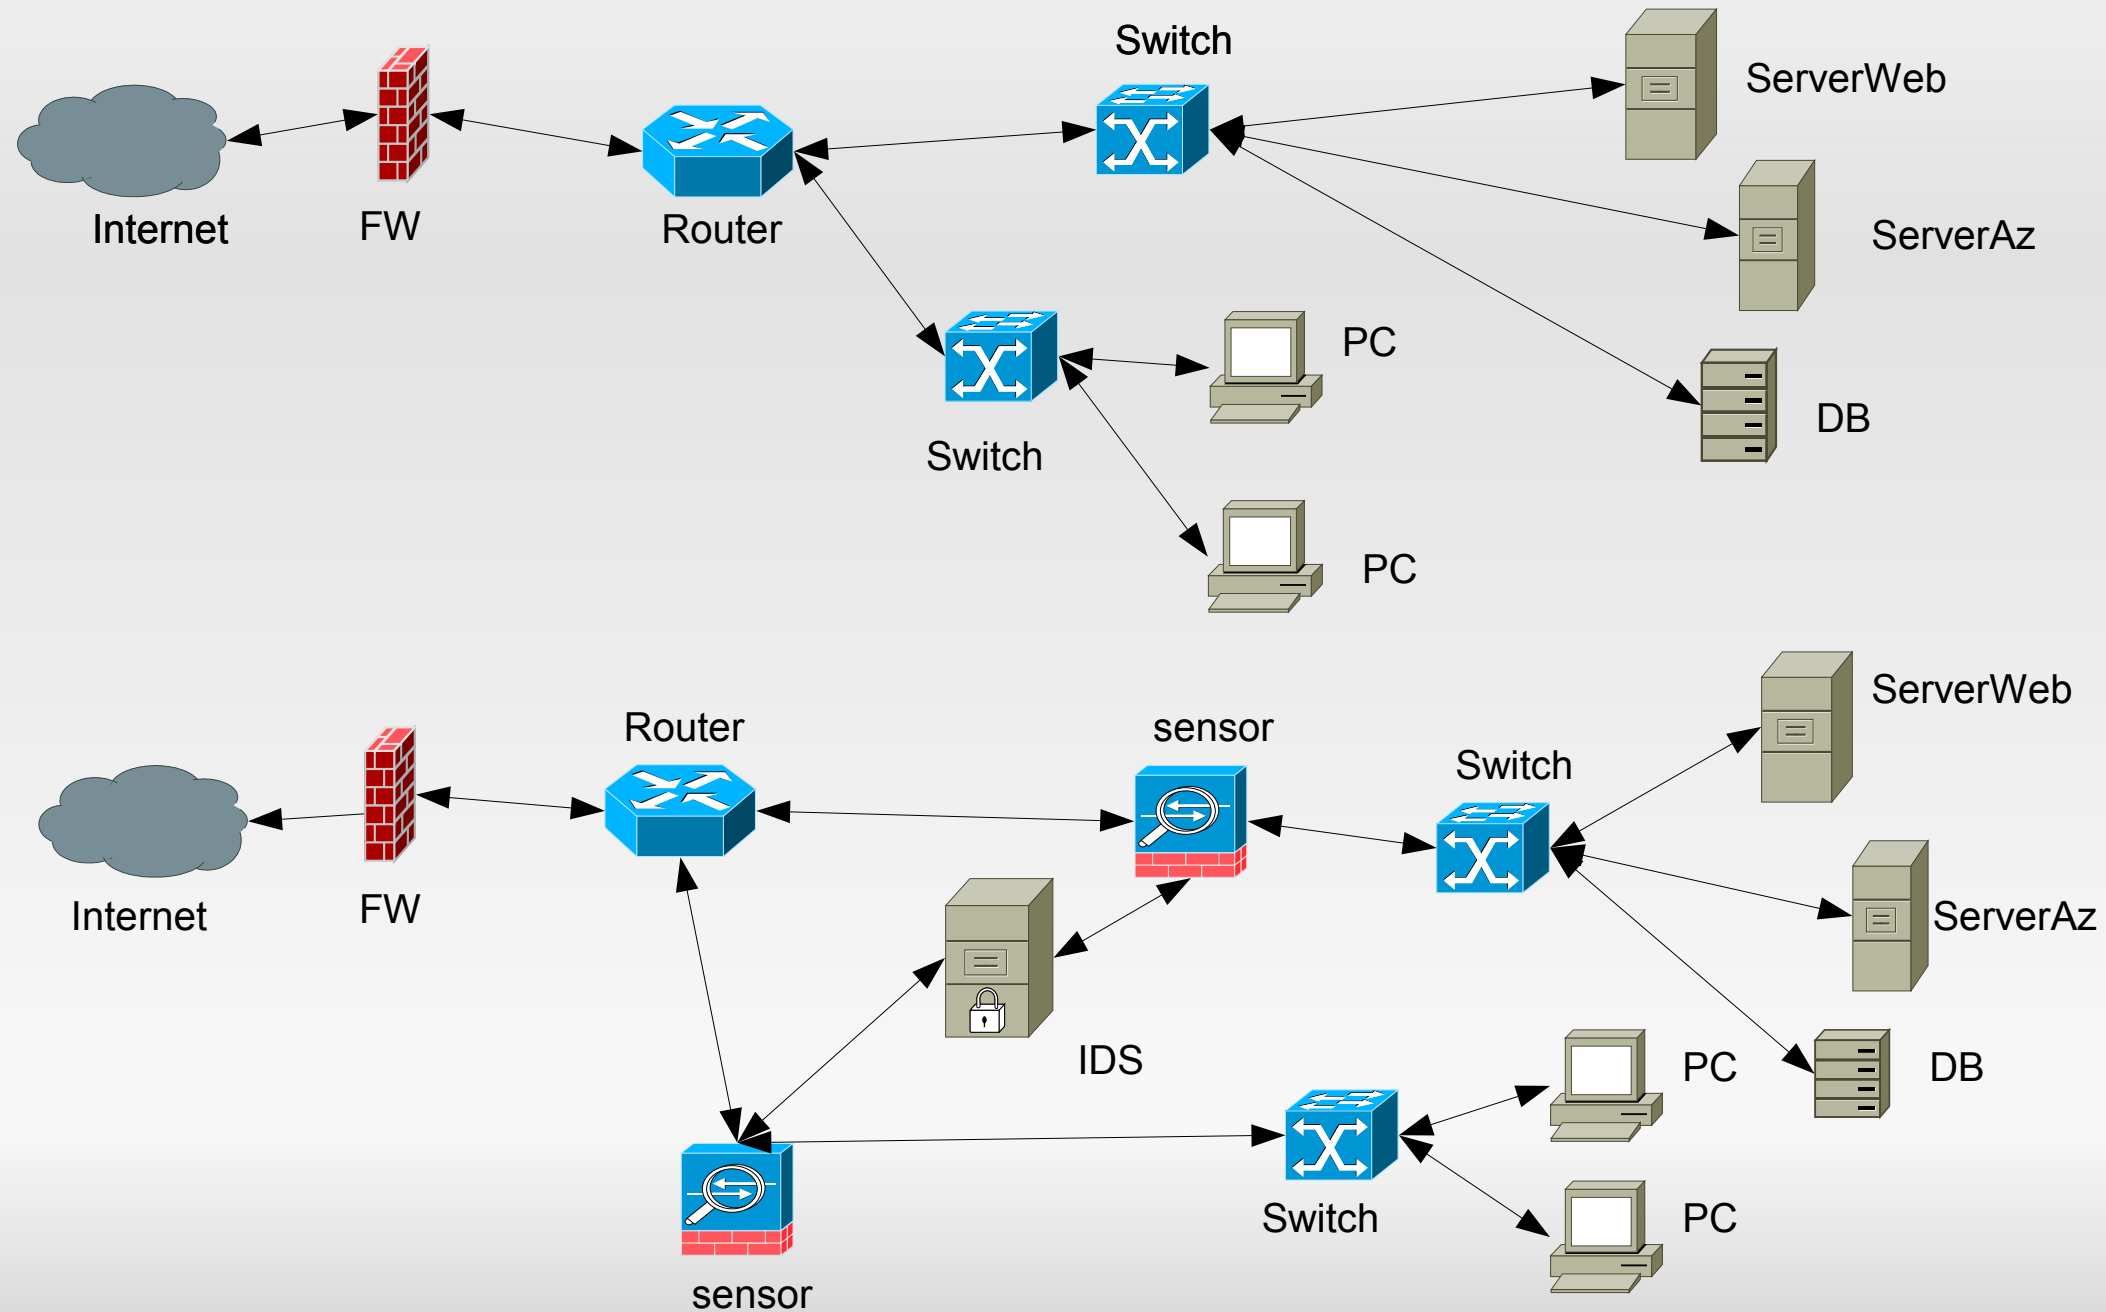 Switch
ServerWeb
Internet
FW
Router
ServerAz
PC
DB
Switch
PC
ServerWeb
Router
sensor
Switch
Internet
FW
ServerAz
IDS
PC
DB
Switch
PC
sensor